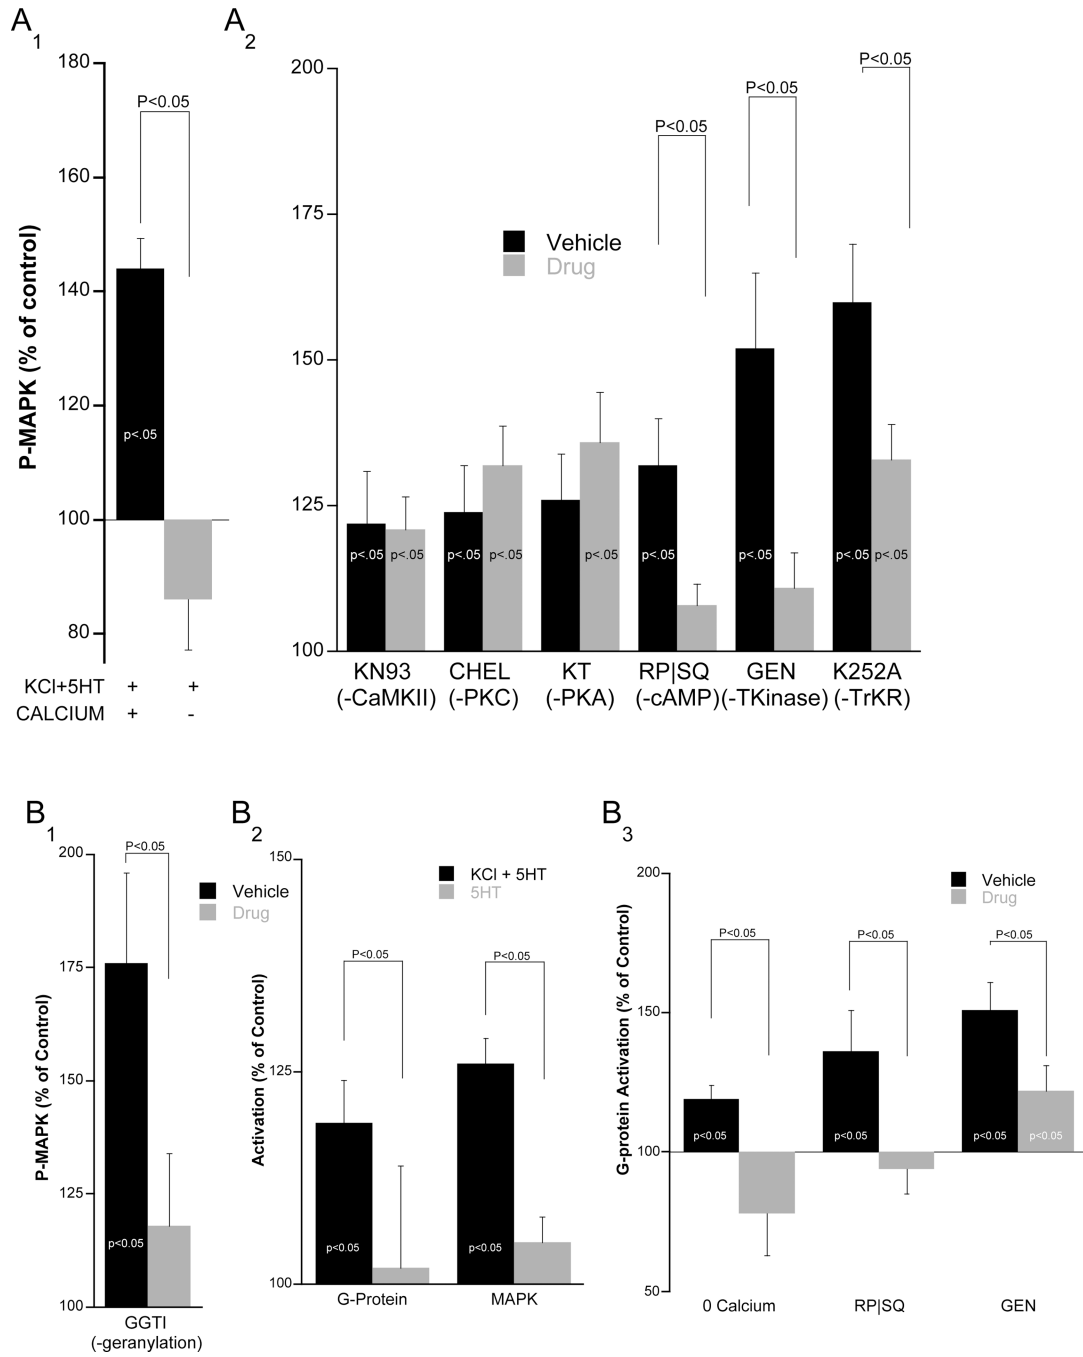 A1
180
160
140
120
100
80
P-MAPK (% of control)
P<0.05
p<.05
KCl+5HT + +
CALCIUM + -
A2
200
175
150
125
100
Vehicle
Drug
P<0.05
P<0.05
P<0.05
p<.05 p<.05 p<.05 p<.05 p<.05 p<.05 p<.05 p<.05 p<.05 p<.05
KN93 CHEL KT RP|SQ GEN K252A
(-CaMKII) (-PKC) (-PKA) (-cAMP) (-TKinase) (-TrKR)
B1
200
175
150
125
100
P-MAPK (% of Control)
P<0.05
Vehicle
Drug
p<0.05
GGTI
(-geranylation)
B2
150
125
100
Activation (% of Control)
KCl + 5HT
5HT
P<0.05 P<0.05
p<0.05 p<0.05
G-Protein MAPK
B3
200
150
100
50
G-protein Activation (% of Control)
Vehicle
Drug
P<0.05 P<0.05 P<0.05
p<0.05 p<0.05 p<0.05 p<0.05
0 Calcium RP|SQ GEN